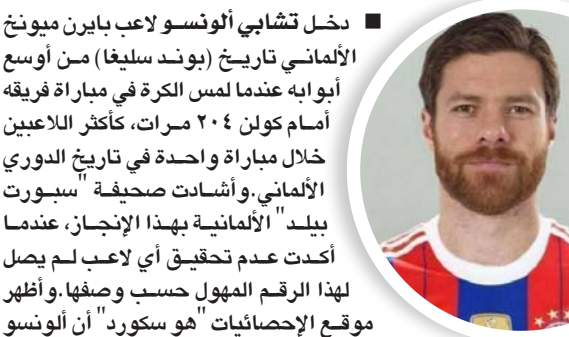 ■ دخل تشابي ألونسو لاعب بايرن ميونخ
الألماني تاريخ (بوند سليغا) من أوسع
أبوابه عندما لمس الكرة في مباراة فريقه
أمام كولن ٢٠٤ مرات، كأكثر اللاعبين
خلال مباراة واحدة في تاريخ الدوري
الألماني.وأشادت صحيفة "سبورت
بيلد" الألمانية بهذا الإنجاز، عندما
أكدت عدم تحقيق أي لاعب لم يصل
لهذا الرقم المهول حسب وصفها.وأظهر
موقع الإحصائيات "هو سكورد" أن ألونسو